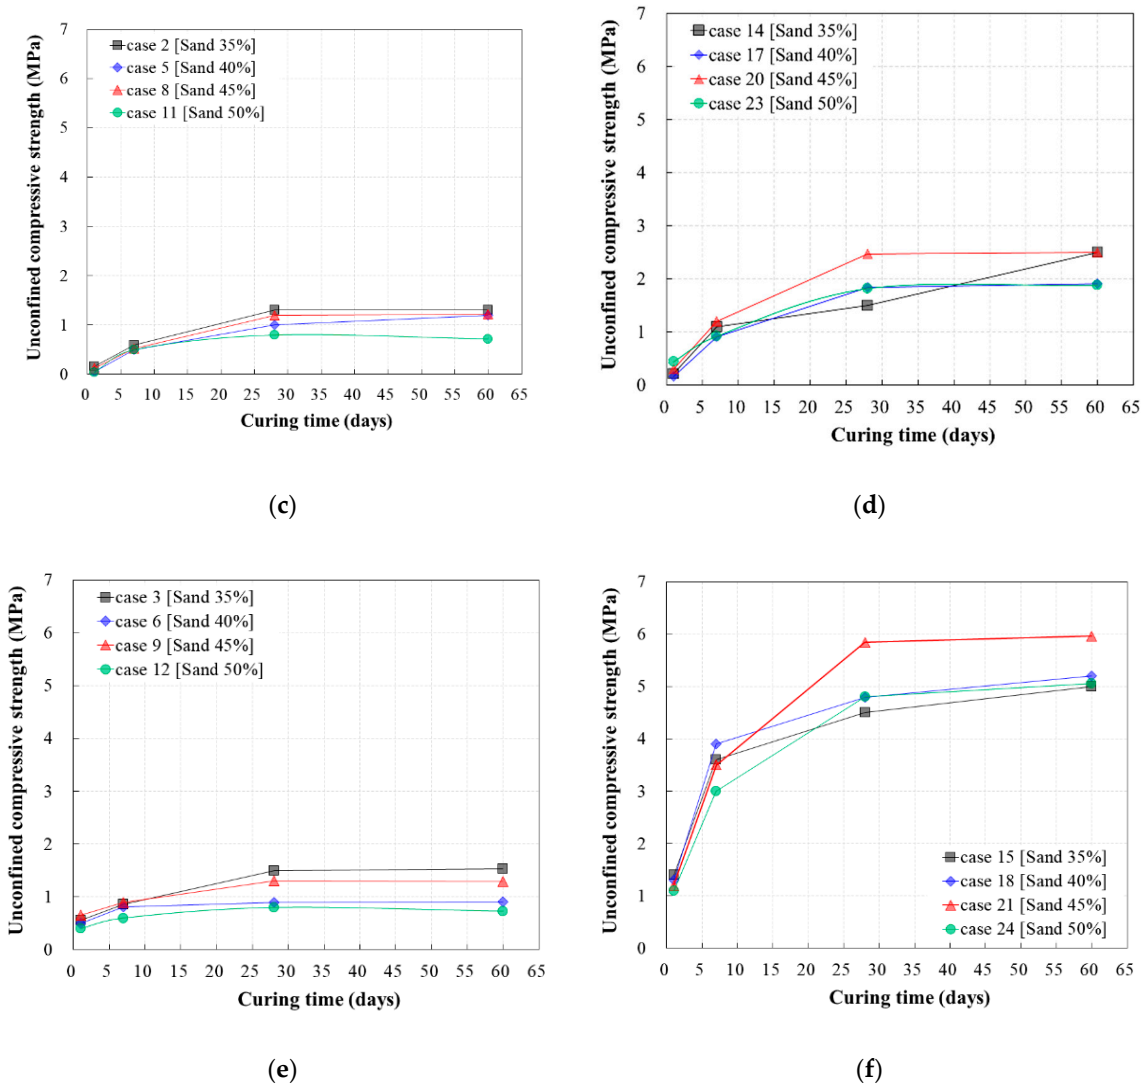 7
6
5
4
3
2
1
0
Unconfined compressive strength (MPa)
case 2 [Sand 35%]
case 5 [Sand 40%]
case 8 [Sand 45%]
case 11 [Sand 50%]
0 5 10 15 20 25 30 35 40 45 50 55 60 65
Curing time (days)
(c)
7
6
5
4
3
2
1
0
Unconfined compressive strength (MPa)
case 14 [Sand 35%]
case 17 [Sand 40%]
case 20 [Sand 45%]
case 23 [Sand 50%]
0 5 10 15 20 25 30 35 40 45 50 55 60 65
Curing time (days)
(d)
7
6
5
4
3
2
1
0
Unconfined compressive strength (MPa)
case 3 [Sand 35%]
case 6 [Sand 40%]
case 9 [Sand 45%]
case 12 [Sand 50%]
0 5 10 15 20 25 30 35 40 45 50 55 60 65
Curing time (days)
(e)
7
6
5
4
3
2
1
0
Unconfined compressive strength (MPa)
case 15 [Sand 35%]
case 18 [Sand 40%]
case 21 [Sand 45%]
case 24 [Sand 50%]
0 5 10 15 20 25 30 35 40 45 50 55 60 65
Curing time (days)
(f)